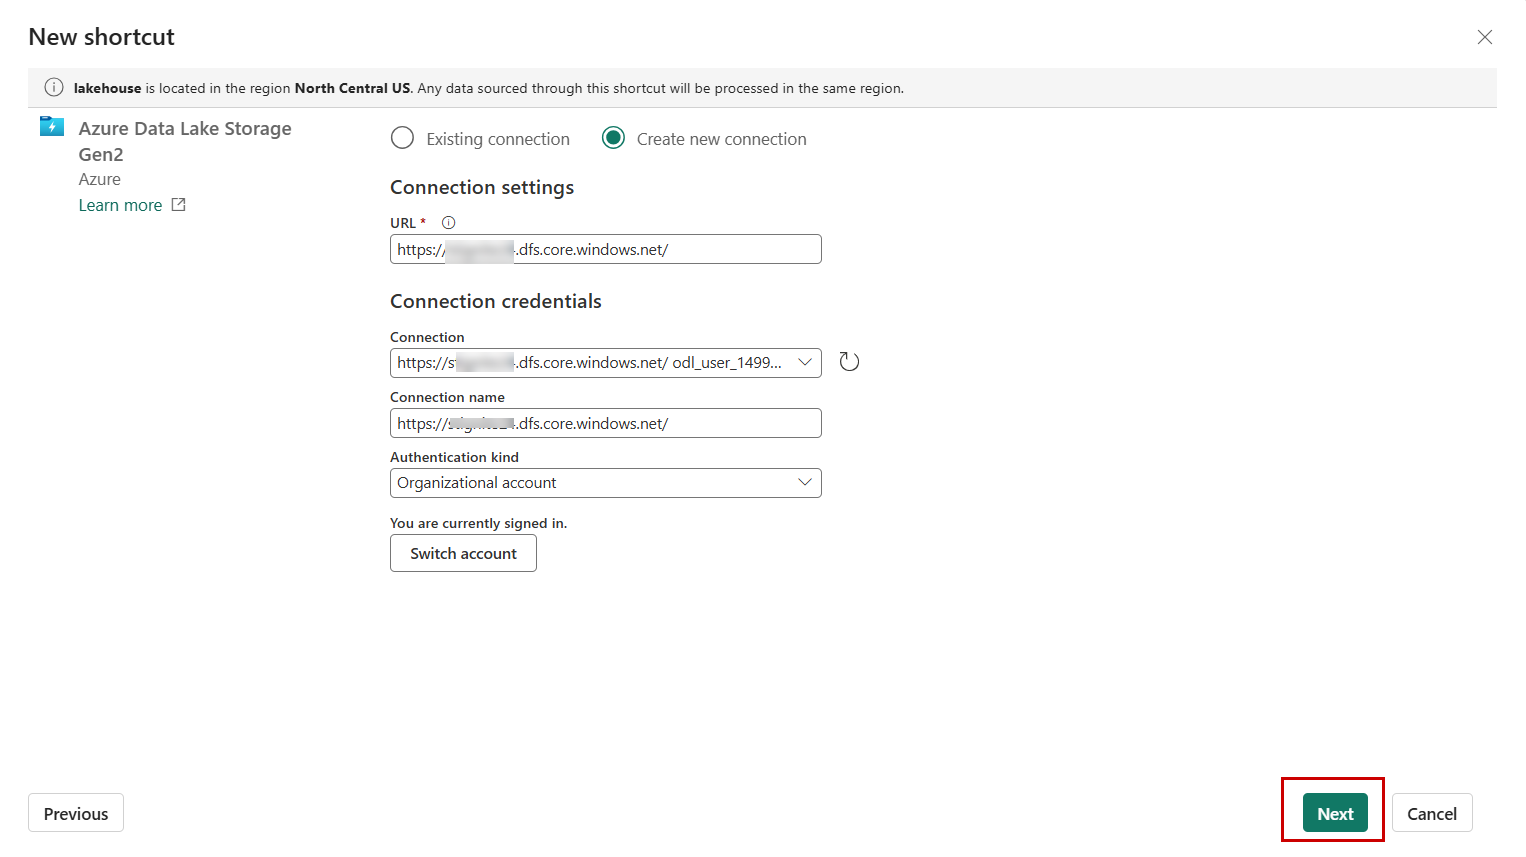 New shortcut
lakehouse is located in the region North Central US. Any data sourced through this shortcut will be processed in the same region.
Azure Data Lake Storage
Gen2
Azure
Learn more
Existing connection
Create new connection
Connection settings
URL *
https:// .dfs.core.windows.net/
Connection credentials
Connection
https://s .dfs.core.windows.net/ odl_user_1499...
Connection name
https:// .dfs.core.windows.net/
Authentication kind
Organizational account
You are currently signed in.
Switch account
Previous
Next
Cancel